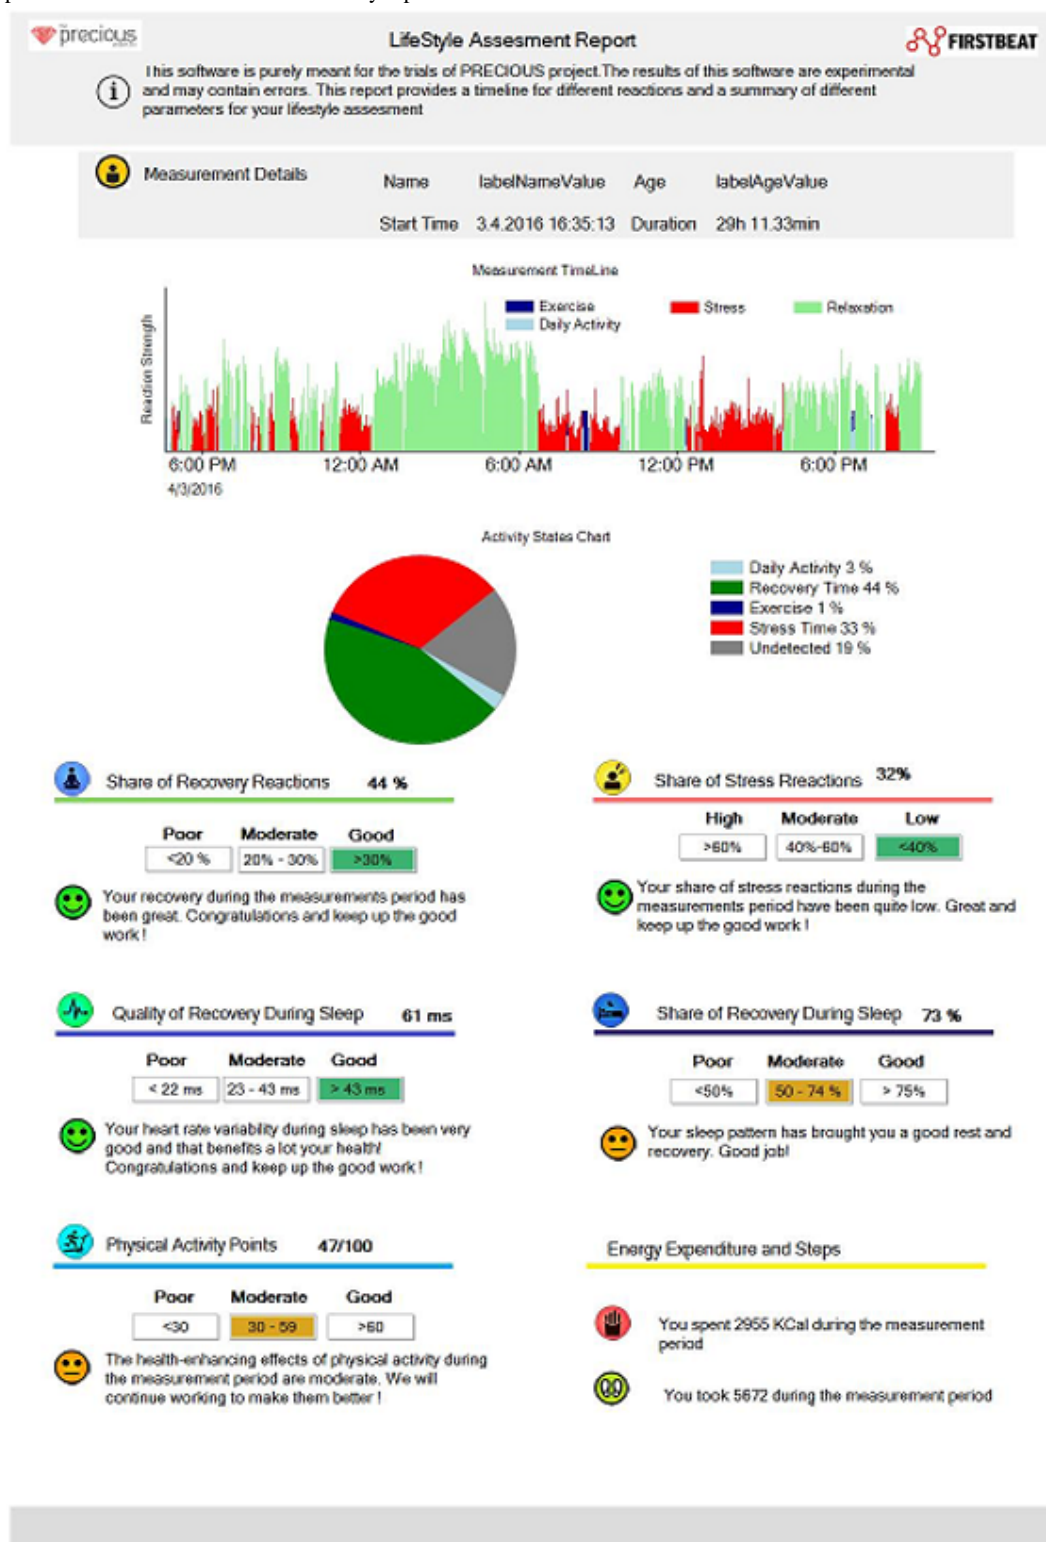 the precious
LifeStyle Assesment Report
FIRSTBEAT
This software is purely meant for the trials of PRECIOUS project.The results of this software are experimental
and may contain errors. This report provides a timeline for different reactions and a summary of different
parameters for your lifestyle assesment
Measurement Details
Name labelNameValue Age labelAgeValue
Start Time 3.4.2016 16:35:13 Duration 29h 11.33min
Measurement TimeLine
Exercise Stress Relaxation
Daily Activity
Reaction Strength
6:00 PM 12:00 AM 6:00 AM 12:00 PM 6:00 PM
4/3/2016
Activity States Chart
Daily Activity 3 %
Recovery Time 44 %
Exercise 1 %
Stress Time 33 %
Undetected 19 %
Share of Recovery Reactions 44 %
Poor Moderate Good
<20 % 20% - 30% >30%
Your recovery during the measurements period has
been great. Congratulations and keep up the good
work !
Share of Stress Rreactions 32%
High Moderate Low
>60% 40%-60% <40%
Your share of stress reactions during the
measurements period have been quite low. Great and
keep up the good work !
Quality of Recovery During Sleep 61 ms
Poor Moderate Good
< 22 ms 23 - 43 ms > 43 ms
Your heart rate variability during sleep has been very
good and that benefits a lot your health!
Congratulations and keep up the good work !
Share of Recovery During Sleep 73 %
Poor Moderate Good
<50% 50 - 74 % > 75%
Your sleep pattern has brought you a good rest and
recovery. Good job!
Physical Activity Points 47/100
Poor Moderate Good
<30 30 - 59 >60
The health-enhancing effects of physical activity during
the measurement period are moderate. We will
continue working to make them better !
Energy Expenditure and Steps
You spent 2955 KCal during the measurement
period
You took 5672 during the measurement period